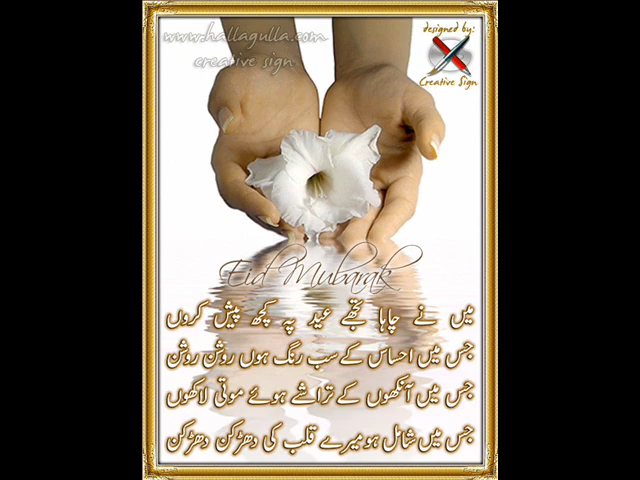 www.hallagulla.com
creative sign
designed by:
Creative Sign
Eid Mubarak
میں نے چاہا تجھے عید پہ کچھ پیش کروں
جس میں احساس کے سب رنگ ہوں روشن روشن
جس میں آنکھوں کے تراشے ہوئے موتی لاکھوں
جس میں شامل ہو میرے قلب کی دھڑکن دھڑکن